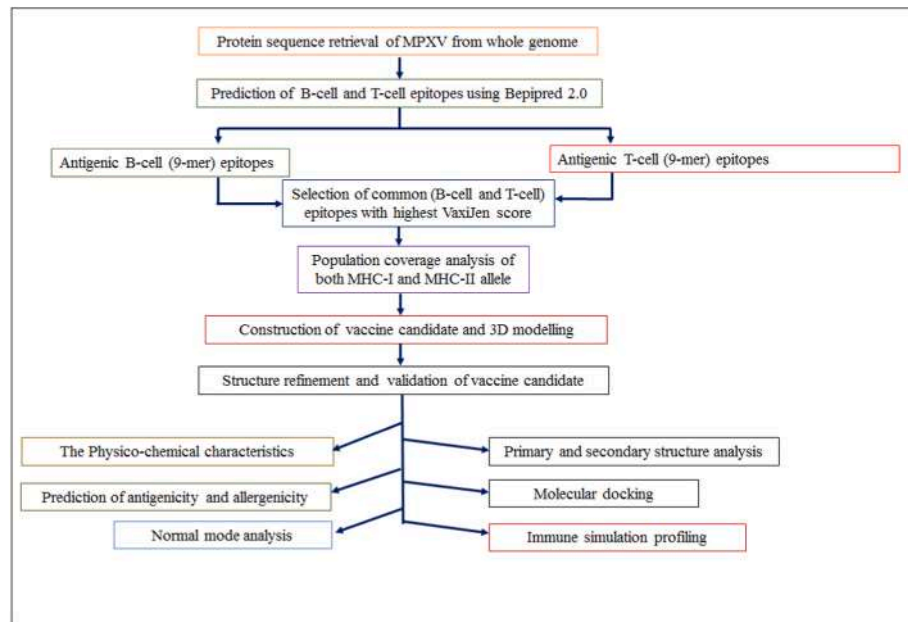 Protein sequence retrieval of MPXV from whole genome
Prediction of B-cell and T-cell epitopes using Bepipred 2.0
Antigenic B-cell (9-mer) epitopes
Antigenic T-cell (9-mer) epitopes
Selection of common (B-cell and T-cell)
epitopes with highest VaxiJen score
Population coverage analysis of
both MHC-I and MHC-II allele
Construction of vaccine candidate and 3D modelling
Structure refinement and validation of vaccine candidate
The Physico-chemical characteristics
Primary and secondary structure analysis
Prediction of antigenicity and allergenicity
Molecular docking
Normal mode analysis
Immune simulation profiling